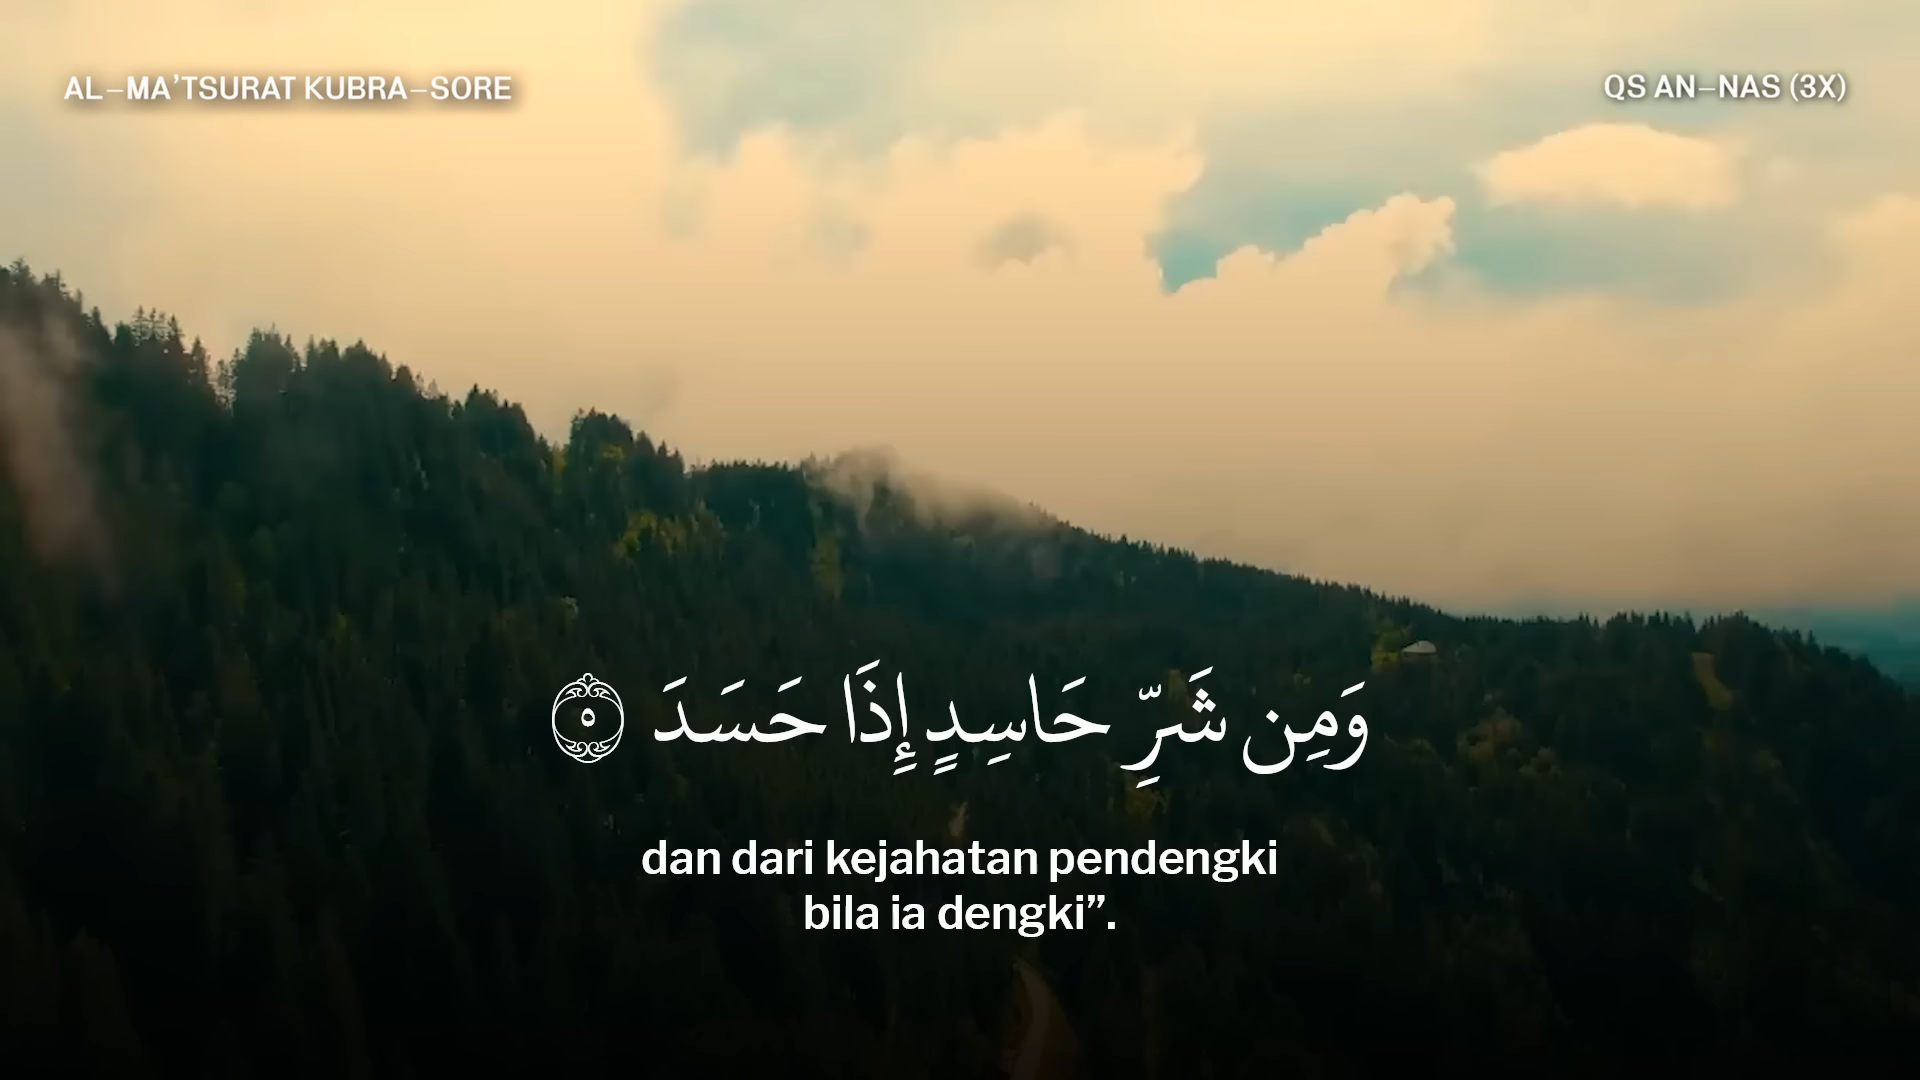 AL–MA’TSURAT KUBRA–SORE
QS AN–NAS (3X)
وَمِن شَرِّ حَاسِدٍ إِذَا حَسَدَ ٥
dan dari kejahatan pendengki
bila ia dengki”.